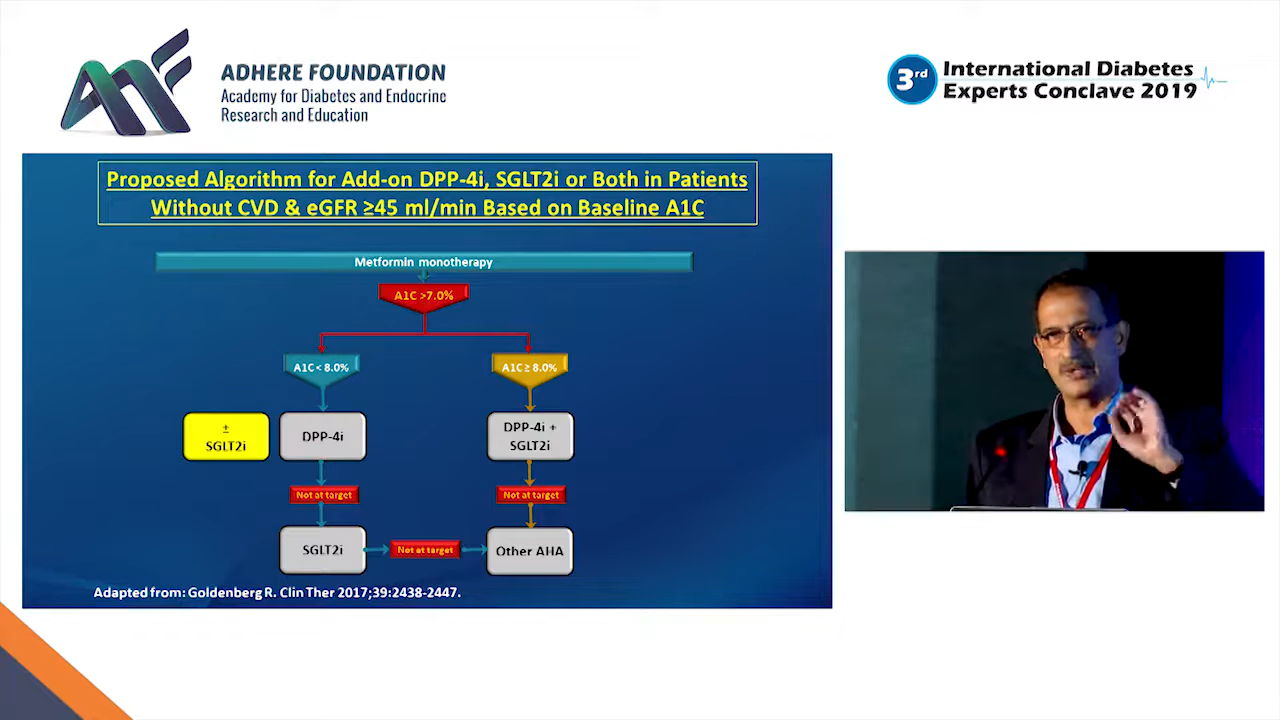 ADHERE FOUNDATION
Academy for Diabetes and Endocrine
Research and Education
3rd
International Diabetes
Experts Conclave 2019
Proposed Algorithm for Add-on DPP-4i, SGLT2i or Both in Patients
Without CVD & eGFR ≥45 ml/min Based on Baseline A1C
Metformin monotherapy
A1C >7.0%
A1C < 8.0%
A1C ≥ 8.0%
±
SGLT2i
DPP-4i
DPP-4i +
SGLT2i
Not at target
Not at target
SGLT2i
Not at target
Other AHA
Adapted from: Goldenberg R. Clin Ther 2017;39:2438-2447.